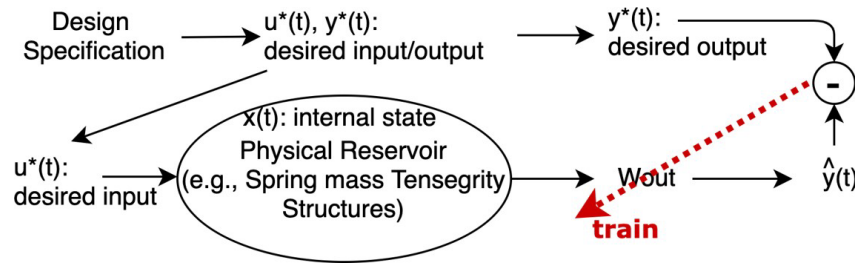 Design
Specification
u*(t), y*(t):
desired input/output
y*(t):
desired output
-
x(t): internal state
Physical Reservoir
(e.g., Spring mass Tensegrity
Structures)
u*(t):
desired input
Wout
ŷ(t)
train